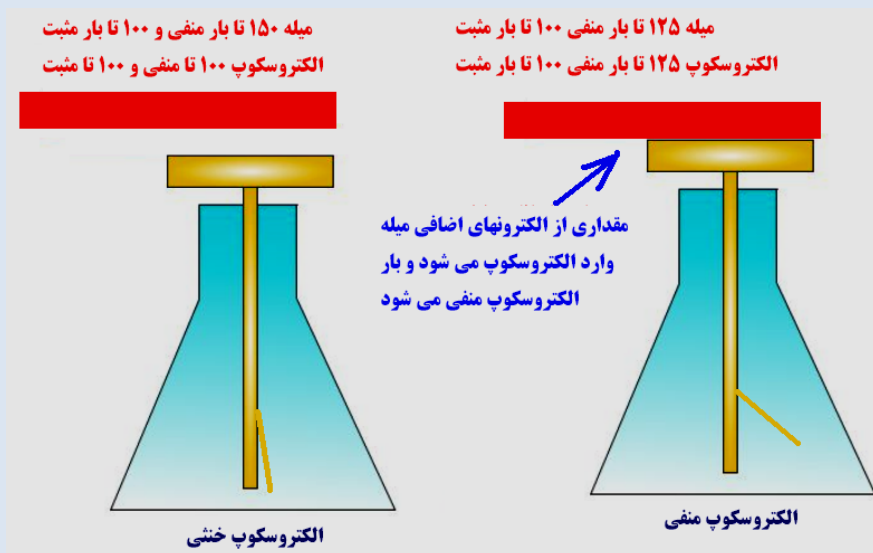 میله ۱۲۵ تا بار منفی ۱۰۰ تا بار مثبت
الکتروسکوپ ۱۲۵ تا بار منفی ۱۰۰ تا بار مثبت
میله ۱۵۰ تا بار منفی و ۱۰۰ تا بار مثبت
الکتروسکوپ ۱۰۰ تا منفی و ۱۰۰ تا مثبت
مقداری از الکترونهای اضافی میله
وارد الکتروسکوپ می شود و بار
الکتروسکوپ منفی می شود
الکتروسکوپ منفی
الکتروسکوپ خنثی